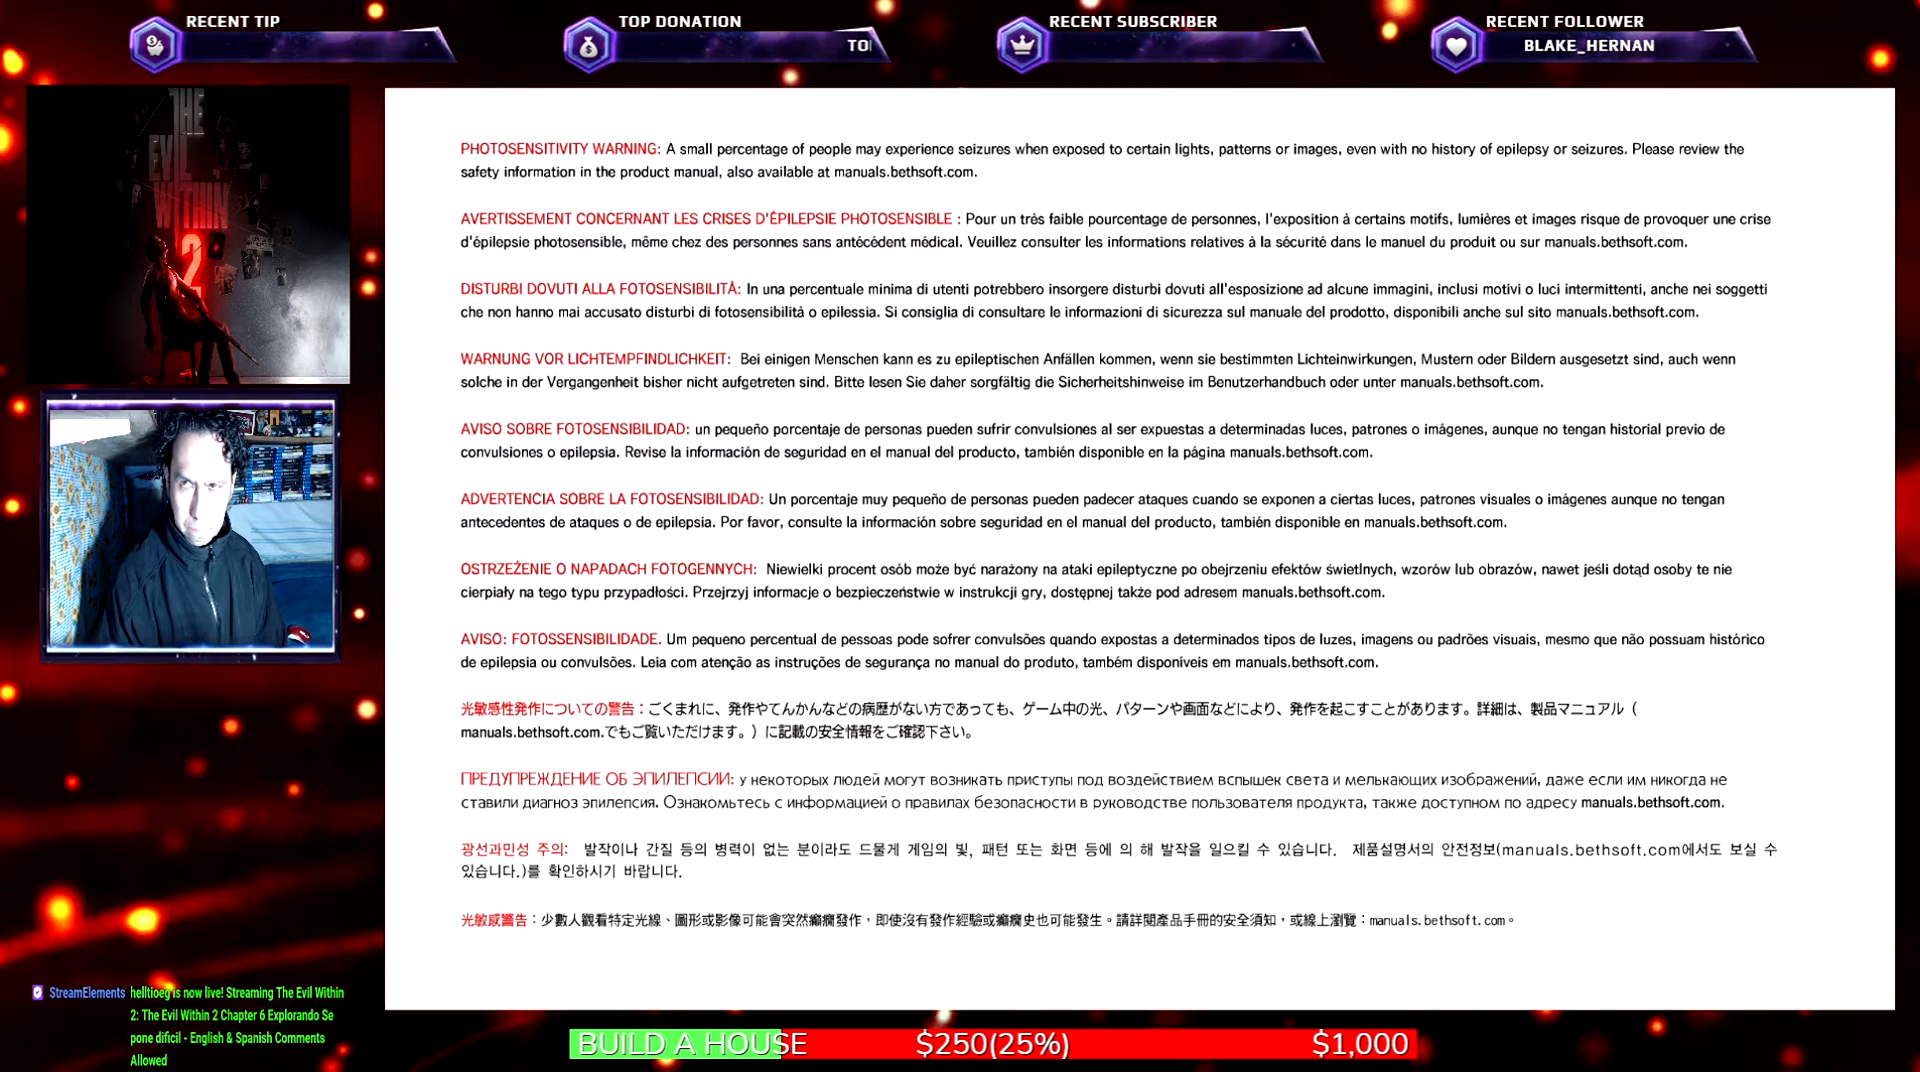 RECENT TIP
TOP DONATION
TO
RECENT SUBSCRIBER
RECENT FOLLOWER
BLAKE_HERNAN
THE
EVIL
WITHIN
2
PHOTOSENSITIVITY WARNING: A small percentage of people may experience seizures when exposed to certain lights, patterns or images, even with no history of epilepsy or seizures. Please review the
safety information in the product manual, also available at manuals.bethsoft.com.
AVERTISSEMENT CONCERNANT LES CRISES D'ÉPILEPSIE PHOTOSENSIBLE : Pour un très faible pourcentage de personnes, l'exposition à certains motifs, lumières et images risque de provoquer une crise
d'épilepsie photosensible, même chez des personnes sans antécédent médical. Veuillez consulter les informations relatives à la sécurité dans le manuel du produit ou sur manuals.bethsoft.com.
DISTURBI DOVUTI ALLA FOTOSENSIBILITÀ: In una percentuale minima di utenti potrebbero insorgere disturbi dovuti all'esposizione ad alcune immagini, inclusi motivi o luci intermittenti, anche nei soggetti
che non hanno mai accusato disturbi di fotosensibilità o epilessia. Si consiglia di consultare le informazioni di sicurezza sul manuale del prodotto, disponibili anche sul sito manuals.bethsoft.com.
WARNUNG VOR LICHTEMPFINDLICHKEIT: Bei einigen Menschen kann es zu epileptischen Anfällen kommen, wenn sie bestimmten Lichteinwirkungen, Mustern oder Bildern ausgesetzt sind, auch wenn
solche in der Vergangenheit bisher nicht aufgetreten sind. Bitte lesen Sie daher sorgfältig die Sicherheitshinweise im Benutzerhandbuch oder unter manuals.bethsoft.com.
AVISO SOBRE FOTOSENSIBILIDAD: un pequeño porcentaje de personas pueden sufrir convulsiones al ser expuestas a determinadas luces, patrones o imágenes, aunque no tengan historial previo de
convulsiones o epilepsia. Revise la información de seguridad en el manual del producto, también disponible en la página manuals.bethsoft.com.
ADVERTENCIA SOBRE LA FOTOSENSIBILIDAD: Un porcentaje muy pequeño de personas pueden padecer ataques cuando se exponen a ciertas luces, patrones visuales o imágenes aunque no tengan
antecedentes de ataques o de epilepsia. Por favor, consulte la información sobre seguridad en el manual del producto, también disponible en manuals.bethsoft.com.
OSTRZEŻENIE O NAPADACH FOTOGENNYCH: Niewielki procent osób może być narażony na ataki epileptyczne po obejrzeniu efektów świetlnych, wzorów lub obrazów, nawet jeśli dotąd osoby te nie
cierpiały na tego typu przypadłości. Przejrzyj informacje o bezpieczeństwie w instrukcji gry, dostępnej także pod adresem manuals.bethsoft.com.
AVISO: FOTOSSENSIBILIDADE. Um pequeno percentual de pessoas pode sofrer convulsões quando expostas a determinados tipos de luzes, imagens ou padrões visuais, mesmo que não possuam histórico
de epilepsia ou convulsões. Leia com atenção as instruções de segurança no manual do produto, também disponíveis em manuals.bethsoft.com.
光敏感性発作についての警告：ごくまれに、発作やてんかんなどの病歴がない方であっても、ゲーム中の光、パターンや画面などにより、発作を起こすことがあります。詳細は、製品マニュアル（
manuals.bethsoft.com.でもご覧いただけます。）に記載の安全情報をご確認下さい。
ПРЕДУПРЕЖДЕНИЕ ОБ ЭПИЛЕПСИИ: у некоторых людей могут возникать приступы под воздействием вспышек света и мелькающих изображений, даже если им никогда не
ставили диагноз эпилепсия. Ознакомьтесь с информацией о правилах безопасности в руководстве пользователя продукта, также доступном по адресу manuals.bethsoft.com.
광선과민성 주의: 발작이나 간질 등의 병력이 없는 분이라도 드물게 게임의 빛, 패턴 또는 화면 등에 의 해 발작을 일으킬 수 있습니다. 제품설명서의 안전정보(manuals.bethsoft.com에서도 보실 수
있습니다.)를 확인하시기 바랍니다.
光敏感警告：少數人觀看特定光線、圖形或影像可能會突然癲癇發作，即使沒有發作經驗或癲癇史也可能發生。請詳閱產品手冊的安全須知，或線上瀏覽：manuals.bethsoft.com。
StreamElements helltioeg is now live! Streaming The Evil Within
2: The Evil Within 2 Chapter 6 Explorando Se
pone dificil - English & Spanish Comments
Allowed
BUILD A HOUSE $250(25%) $1,000